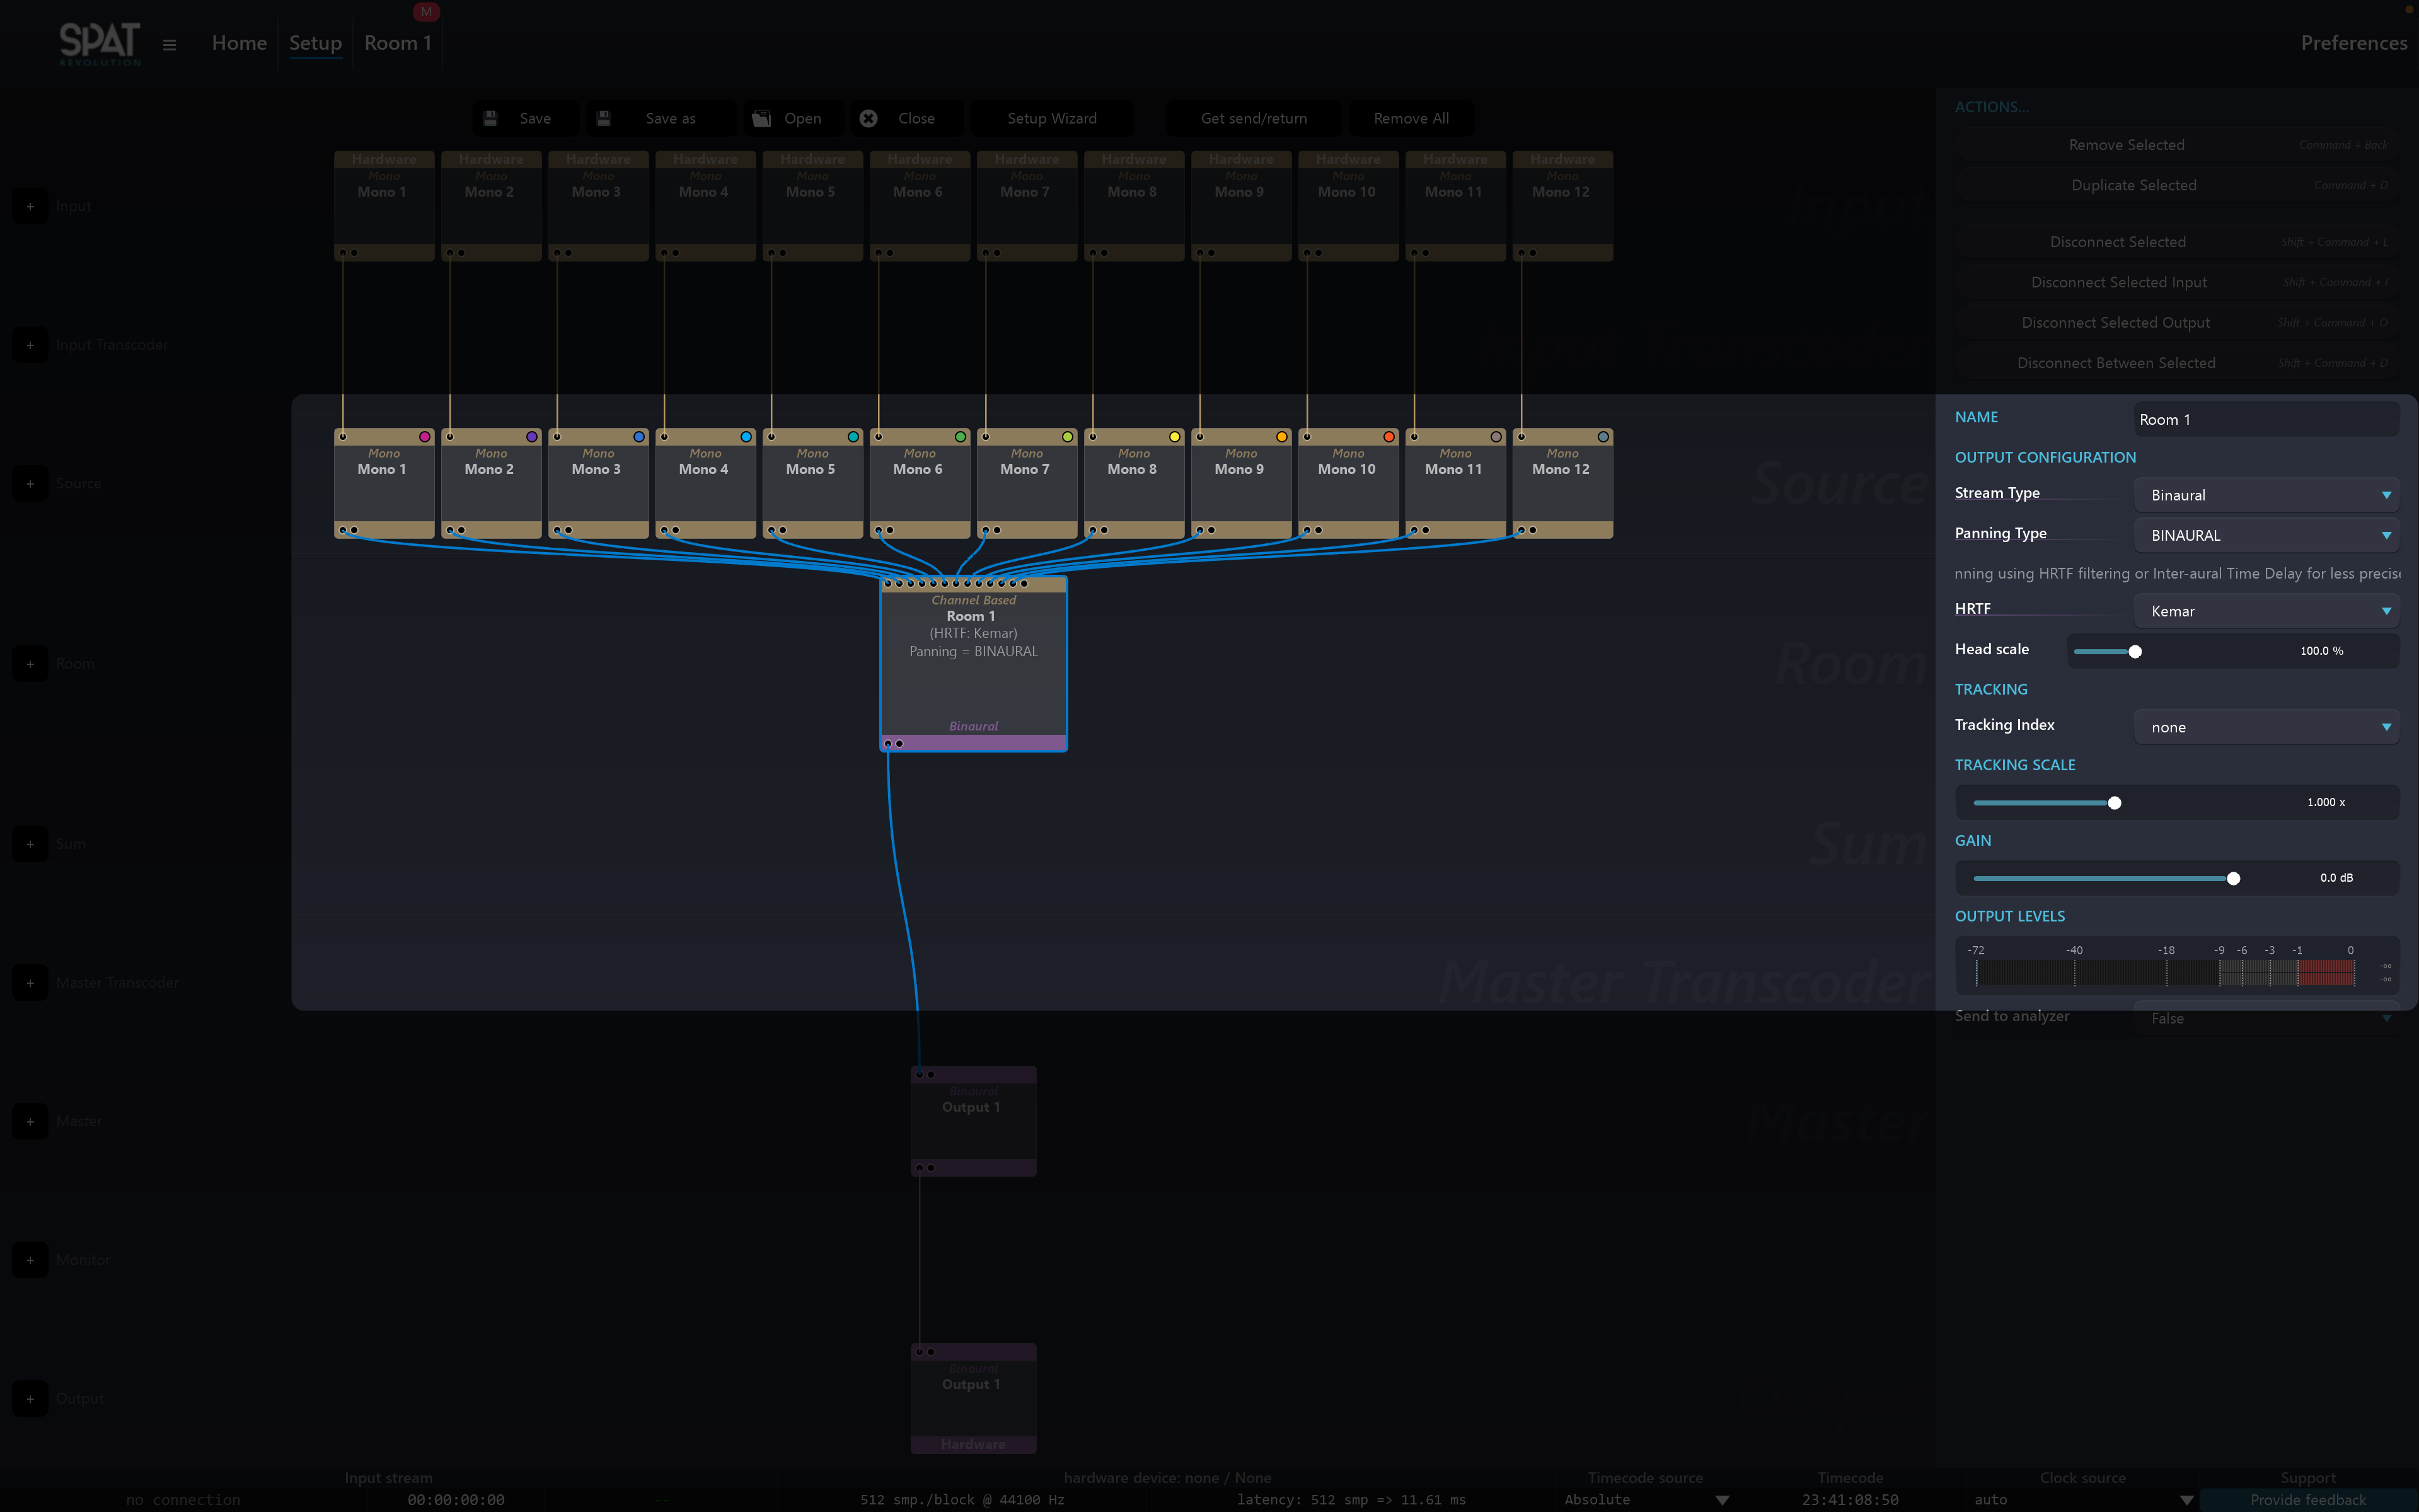 M
SPAT
REVOLUTION
Home
Setup
Room 1
Preferences
Save
Save as
Open
Close
Setup Wizard
Get send/return
Remove All
ACTIONS...
Remove Selected
Command + Back
Duplicate Selected
Command + D
Disconnect Selected
Shift + Command + L
Disconnect Selected Input
Shift + Command + I
Disconnect Selected Output
Shift + Command + O
Disconnect Between Selected
Shift + Command + D
Input
Input Transcoder
Source
Room
Sum
Master Transcoder
Master
Monitor
Output
Hardware Hardware Hardware Hardware Hardware Hardware Hardware Hardware Hardware Hardware Hardware Hardware
Mono Mono Mono Mono Mono Mono Mono Mono Mono Mono Mono Mono
Mono 1 Mono 2 Mono 3 Mono 4 Mono 5 Mono 6 Mono 7 Mono 8 Mono 9 Mono 10 Mono 11 Mono 12
Input
Input Transcoder
Mono Mono Mono Mono Mono Mono Mono Mono Mono Mono Mono Mono
Mono 1 Mono 2 Mono 3 Mono 4 Mono 5 Mono 6 Mono 7 Mono 8 Mono 9 Mono 10 Mono 11 Mono 12
Source
Channel Based
Room 1
(HRTF: Kemar)
Panning = BINAURAL
Binaural
Room
Sum
Master Transcoder
Binaural
Output 1
Master
Monitor
Binaural
Output 1
Hardware
Output
NAME
Room 1
OUTPUT CONFIGURATION
Stream Type
Binaural
Panning Type
BINAURAL
nning using HRTF filtering or Inter-aural Time Delay for less precise
HRTF
Kemar
Head scale
100.0 %
TRACKING
Tracking Index
none
TRACKING SCALE
1.000 x
GAIN
0.0 dB
OUTPUT LEVELS
-72 -40 -18 -9 -6 -3 -1 0
-∞
-∞
Send to analyzer
False
Input stream
no connection
00:00:00:00
--
hardware device: none / None
512 smp./block @ 44100 Hz
latency: 512 smp => 11.61 ms
Timecode source
Absolute
Timecode
23:41:08:50
Clock source
auto
Support
Provide feedback